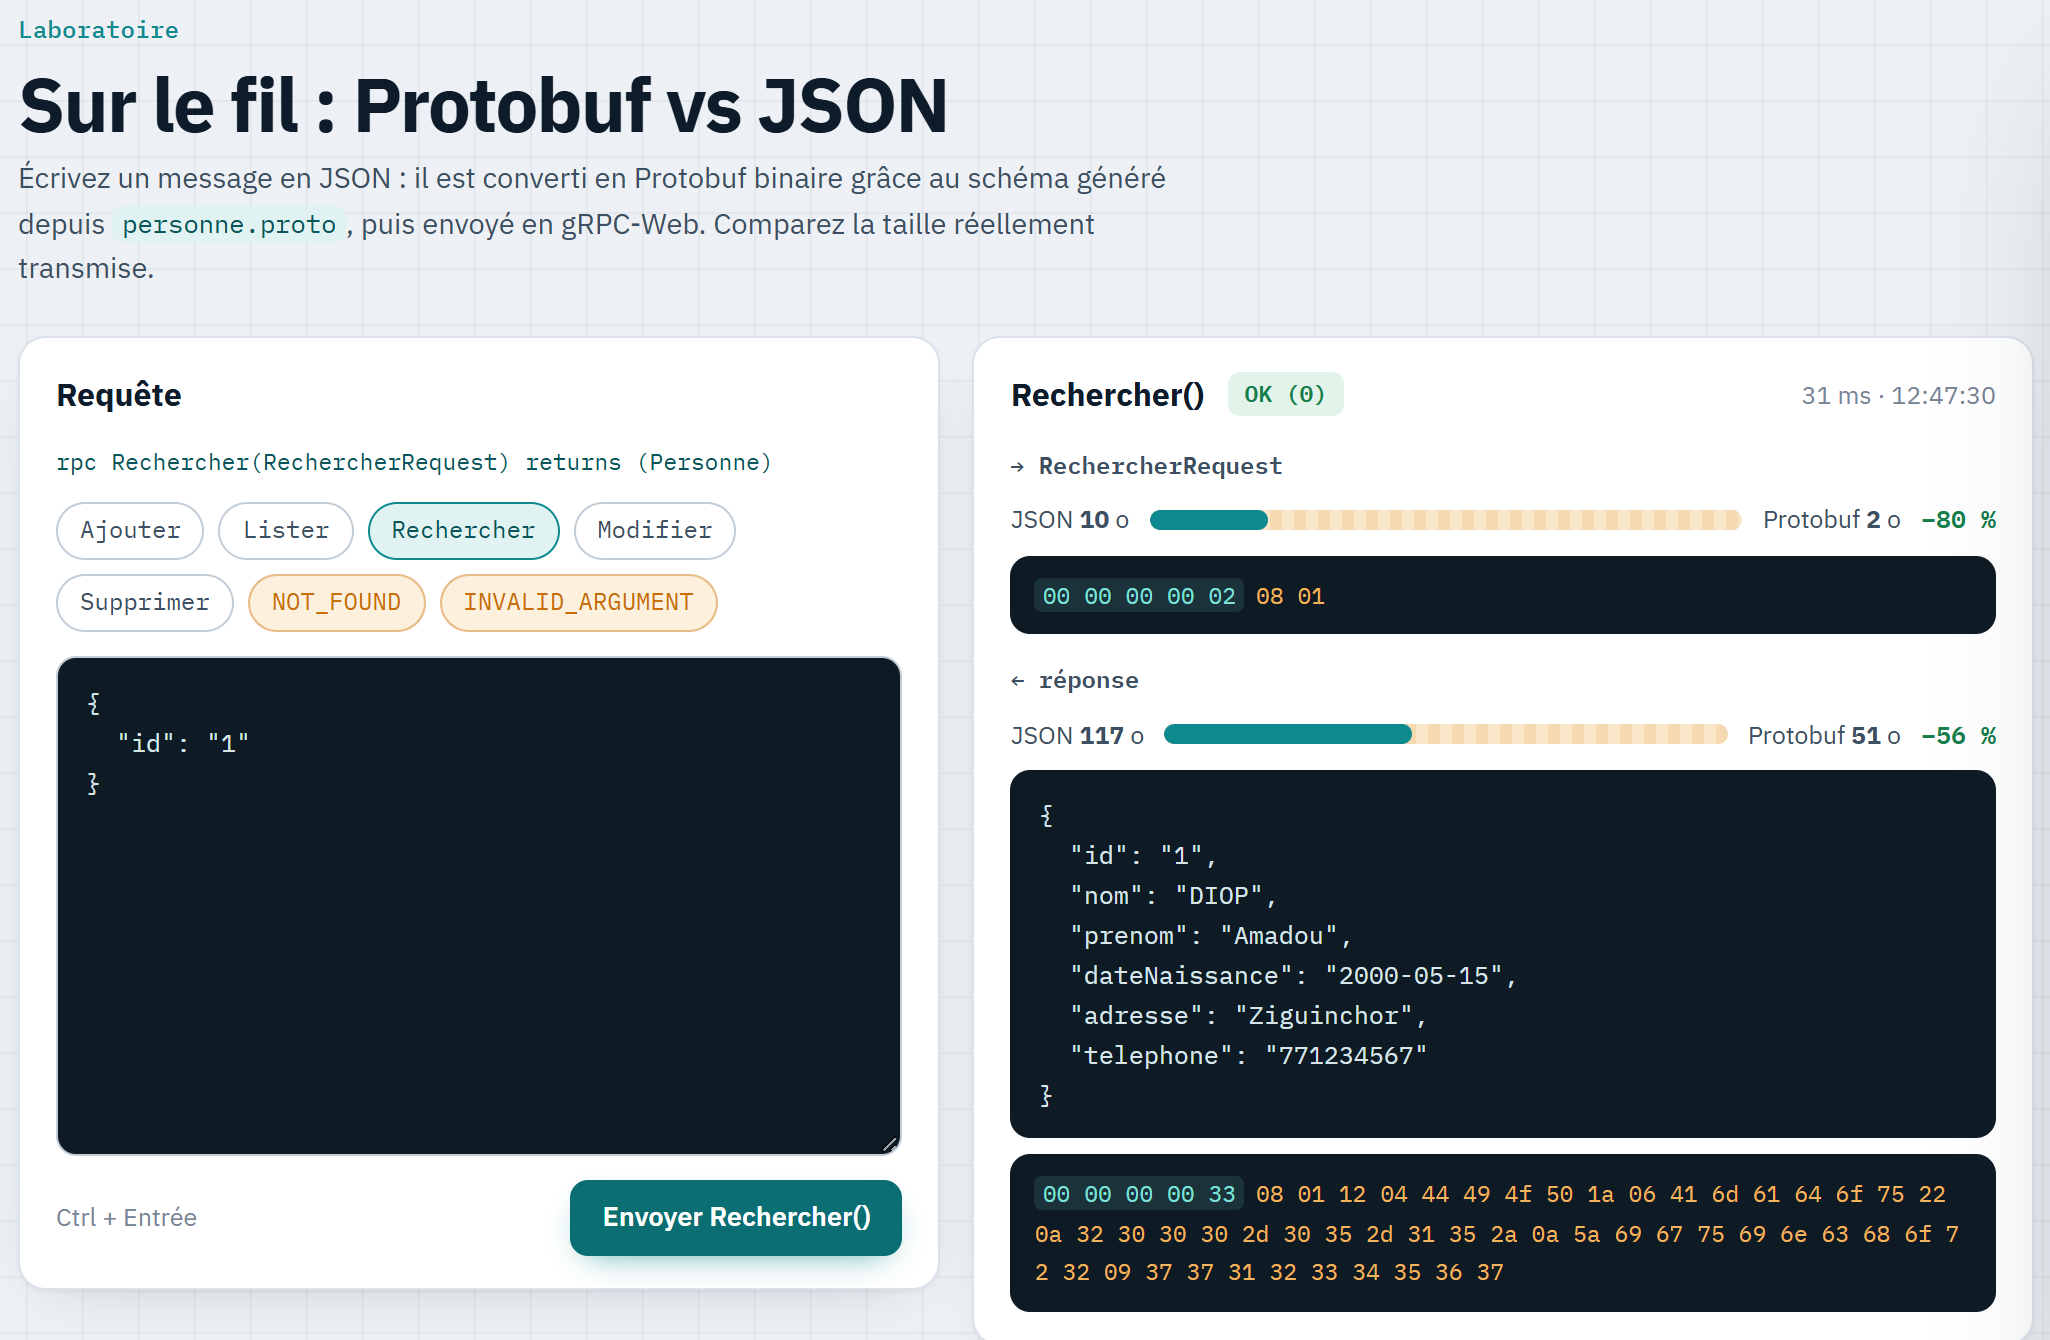 Laboratoire
Sur le fil : Protobuf vs JSON
Écrivez un message en JSON : il est converti en Protobuf binaire grâce au schéma généré
depuis personne.proto, puis envoyé en gRPC-Web. Comparez la taille réellement
transmise.
Requête
rpc Rechercher(RechercherRequest) returns (Personne)
Ajouter Lister Rechercher Modifier
Supprimer NOT_FOUND INVALID_ARGUMENT
{
  "id": "1"
}
Ctrl + Entrée
Envoyer Rechercher()
Rechercher() OK (0) 31 ms · 12:47:30
→ RechercherRequest
JSON 10 o Protobuf 2 o −80 %
00 00 00 00 02 08 01
← réponse
JSON 117 o Protobuf 51 o −56 %
{
  "id": "1",
  "nom": "DIOP",
  "prenom": "Amadou",
  "dateNaissance": "2000-05-15",
  "adresse": "Ziguinchor",
  "telephone": "771234567"
}
00 00 00 00 33 08 01 12 04 44 49 4f 50 1a 06 41 6d 61 64 6f 75 22
0a 32 30 30 30 2d 30 35 2d 31 35 2a 0a 5a 69 67 75 69 6e 63 68 6f 7
2 32 09 37 37 31 32 33 34 35 36 37